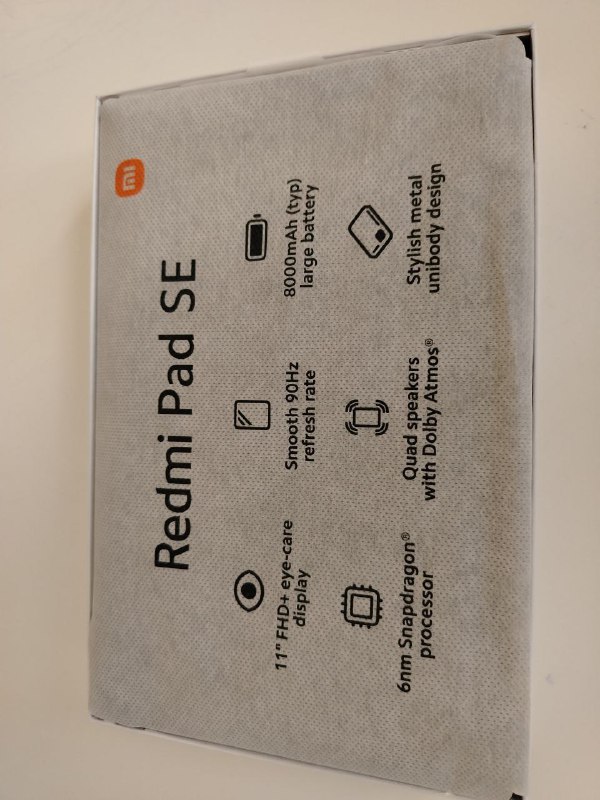 mi
Redmi Pad SE
11" FHD+ eye-care
display
Smooth 90Hz
refresh rate
8000mAh (typ)
large battery
6nm Snapdragon®
processor
Quad speakers
with Dolby Atmos®
Stylish metal
unibody design